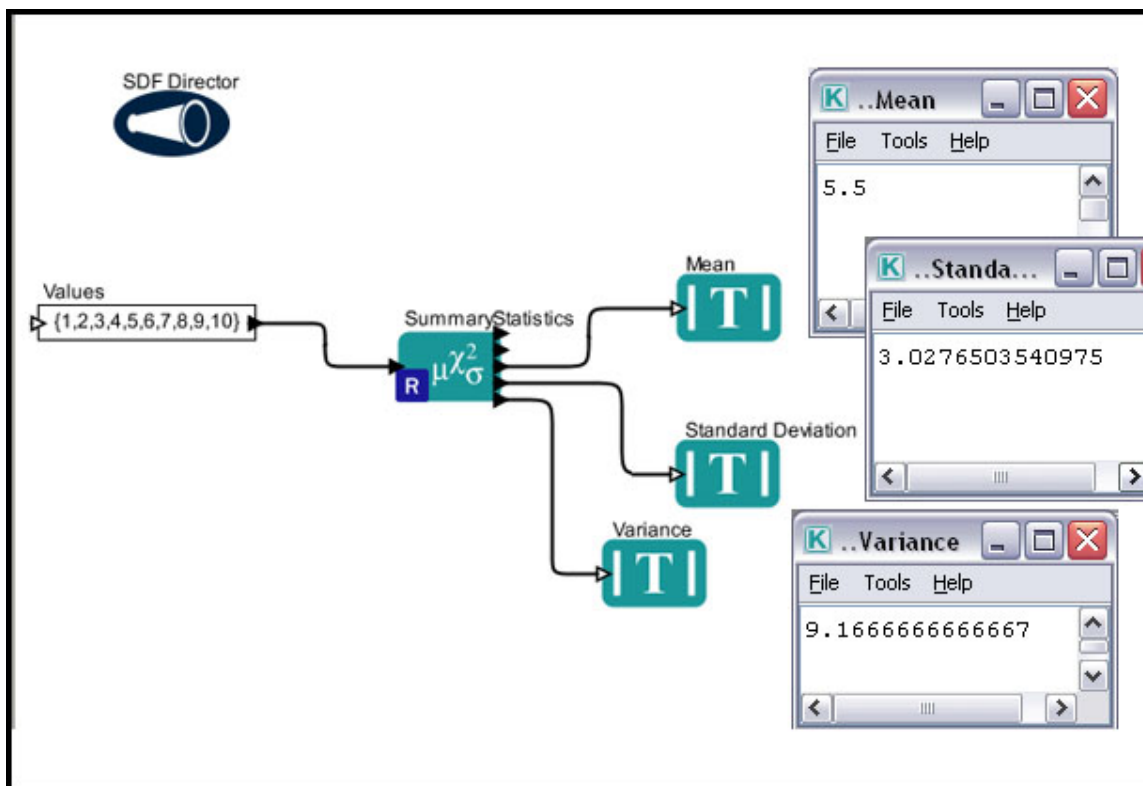 SDF Director
Values
{1,2,3,4,5,6,7,8,9,10}
SummaryStatistics
μχ²σ
R
Mean
T
Standard Deviation
T
Variance
T
K ..Mean
File Tools Help
5.5
K ..Standa...
File Tools Help
3.0276503540975
K ..Variance
File Tools Help
9.1666666666667